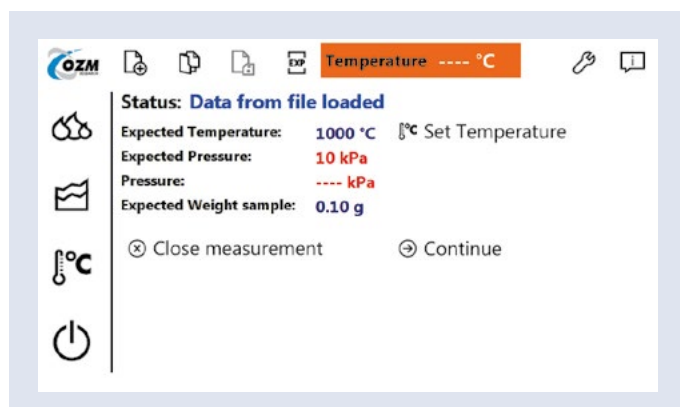 OZM
EXP
Temperature ---- °C
Status: Data from file loaded
Expected Temperature: 1000 °C
°C Set Temperature
Expected Pressure: 10 kPa
Pressure: ---- kPa
Expected Weight sample: 0.10 g
°C
Close measurement
Continue